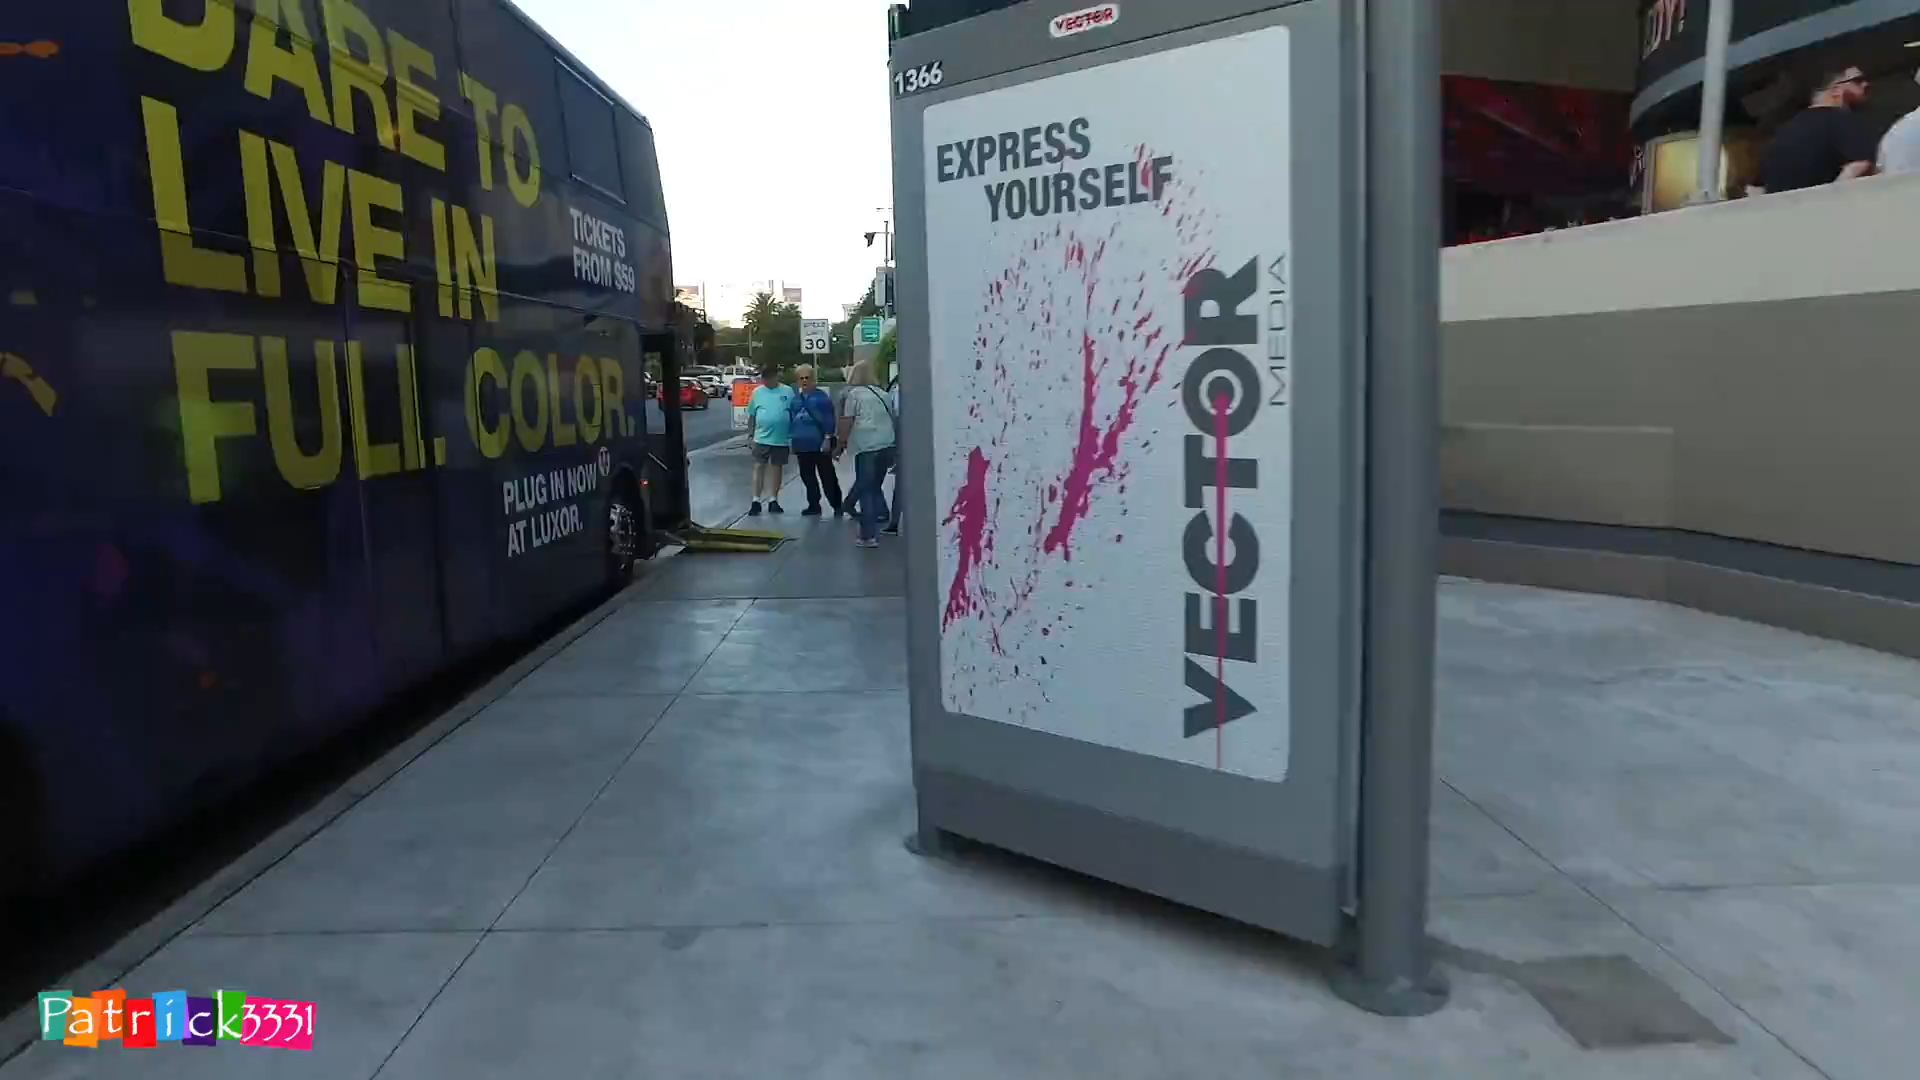 DARE TO
LIVE IN
FULL COLOR.
TICKETS
FROM $59
PLUG IN NOW
AT LUXOR.
30
VECTOR
1366
EXPRESS
YOURSELF
VECTOR
MEDIA
Patrick3331